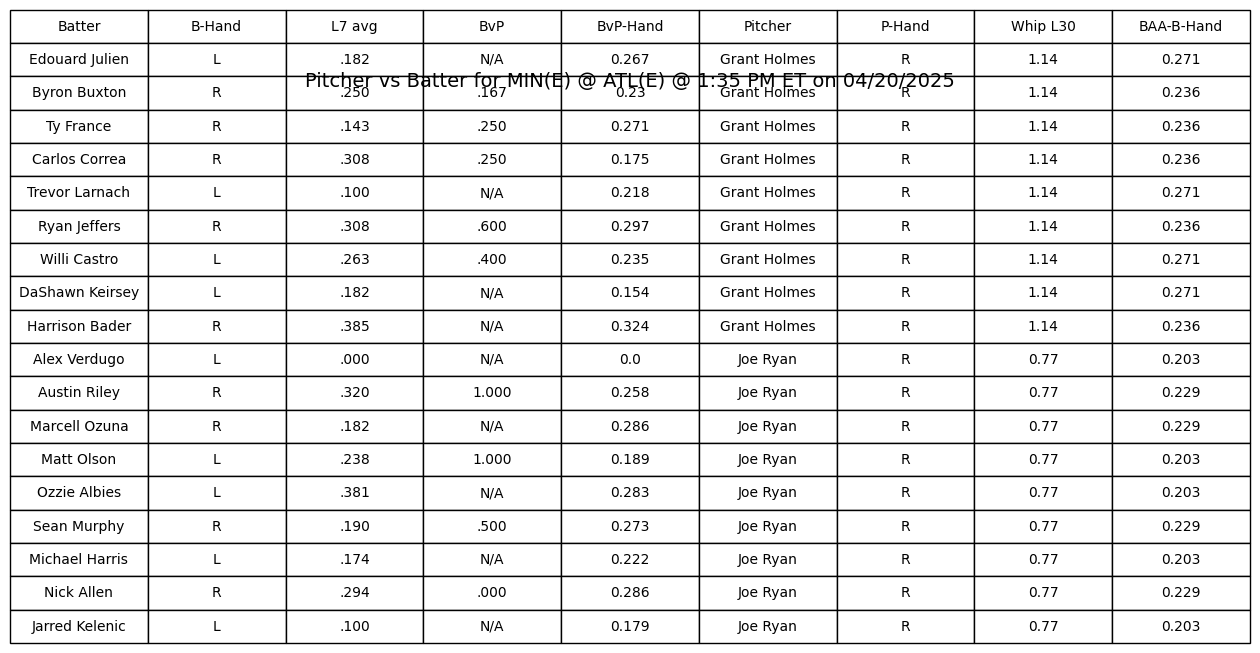 Batter B-Hand L7 avg BvP BvP-Hand Pitcher P-Hand Whip L30 BAA-B-Hand
Edouard Julien L .182 N/A 0.267 Grant Holmes R 1.14 0.271
Pitcher vs Batter for MIN(E) @ ATL(E) @ 1:35 PM ET on 04/20/2025
Byron Buxton R .250 .167 0.23 Grant Holmes R 1.14 0.236
Ty France R .143 .250 0.271 Grant Holmes R 1.14 0.236
Carlos Correa R .308 .250 0.175 Grant Holmes R 1.14 0.236
Trevor Larnach L .100 N/A 0.218 Grant Holmes R 1.14 0.271
Ryan Jeffers R .308 .600 0.297 Grant Holmes R 1.14 0.236
Willi Castro L .263 .400 0.235 Grant Holmes R 1.14 0.271
DaShawn Keirsey L .182 N/A 0.154 Grant Holmes R 1.14 0.271
Harrison Bader R .385 N/A 0.324 Grant Holmes R 1.14 0.236
Alex Verdugo L .000 N/A 0.0 Joe Ryan R 0.77 0.203
Austin Riley R .320 1.000 0.258 Joe Ryan R 0.77 0.229
Marcell Ozuna R .182 N/A 0.286 Joe Ryan R 0.77 0.229
Matt Olson L .238 1.000 0.189 Joe Ryan R 0.77 0.203
Ozzie Albies L .381 N/A 0.283 Joe Ryan R 0.77 0.203
Sean Murphy R .190 .500 0.273 Joe Ryan R 0.77 0.229
Michael Harris L .174 N/A 0.222 Joe Ryan R 0.77 0.203
Nick Allen R .294 .000 0.286 Joe Ryan R 0.77 0.229
Jarred Kelenic L .100 N/A 0.179 Joe Ryan R 0.77 0.203